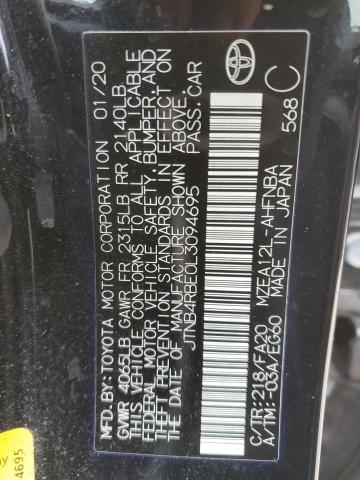 MFD.BY: TOYOTA MOTOR CORPORATION 01/20
GVWR 4065LB GAWR FR 2315LB RR 2140LB
THIS VEHICLE CONFORMS TO ALL APPLICABLE
FEDERAL MOTOR VEHICLE SAFETY, BUMPER, AND
THEFT PREVENTION STANDARDS IN EFFECT ON
THE DATE OF MANUFACTURE SHOWN ABOVE.
JTNB4RBE0L3094695 PASS. CAR
C/TR:218/FA20 MZEA12L-AHFNBA
A/TM:-03A/EG60 MADE IN JAPAN 568 C
4695